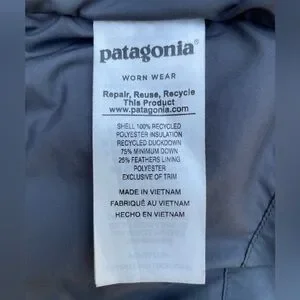 patagonia®
WORN WEAR
Repair, Reuse, Recycle
This Product
www.patagonia.com
SHELL 100% RECYCLED
POLYESTER INSULATION
RECYCLED DUCKDOWN
75% MINIMUM DOWN
25% FEATHERS LINING
POLYESTER
EXCLUSIVE OF TRIM
MADE IN VIETNAM
FABRIQUÉ AU VIETNAM
HECHO EN VIETNAM